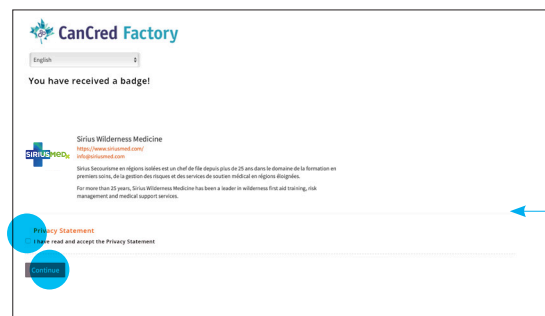 CanCred Factory
English
You have received a badge!
Sirius Wilderness Medicine
https://www.siriusmed.com/
info@siriusmed.com
SIRIUSMEDx
Sirius Secourisme en régions isolées est un chef de file depuis plus de 25 ans dans le domaine de la formation en
premiers soins, de la gestion des risques et des services de soutien médical en régions éloignées.
For more than 25 years, Sirius Wilderness Medicine has been a leader in wilderness first aid training, risk
management and medical support services.
Privacy Statement
I have read and accept the Privacy Statement
Continue